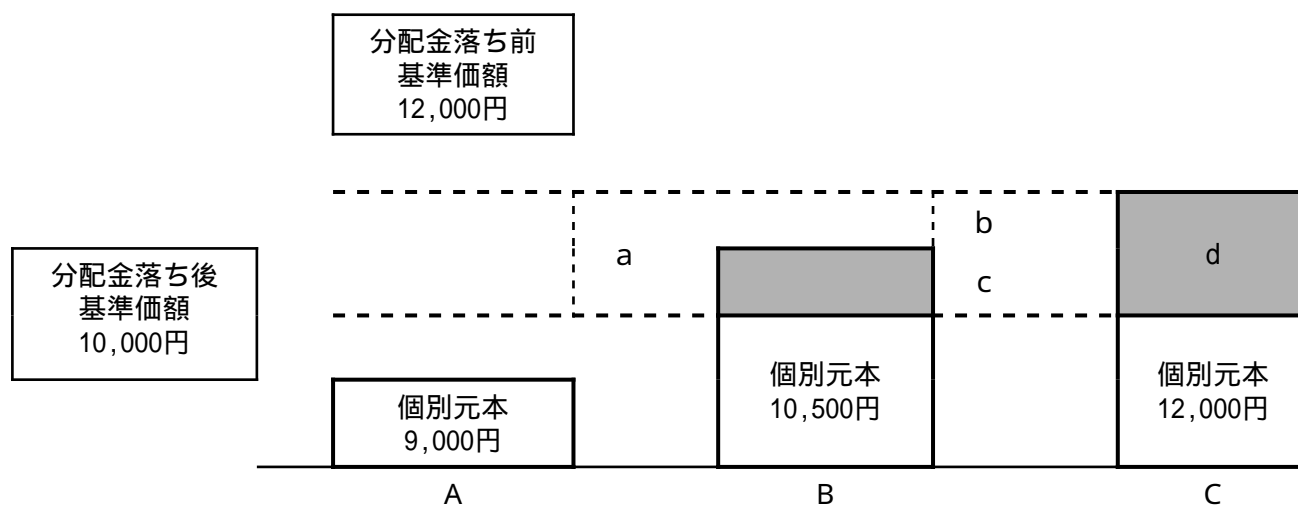 分配金落ち前
基準価額
12,000円
b
a
d
c
分配金落ち後
基準価額
10,000円
個別元本
9,000円
個別元本
10,500円
個別元本
12,000円
A
B
C